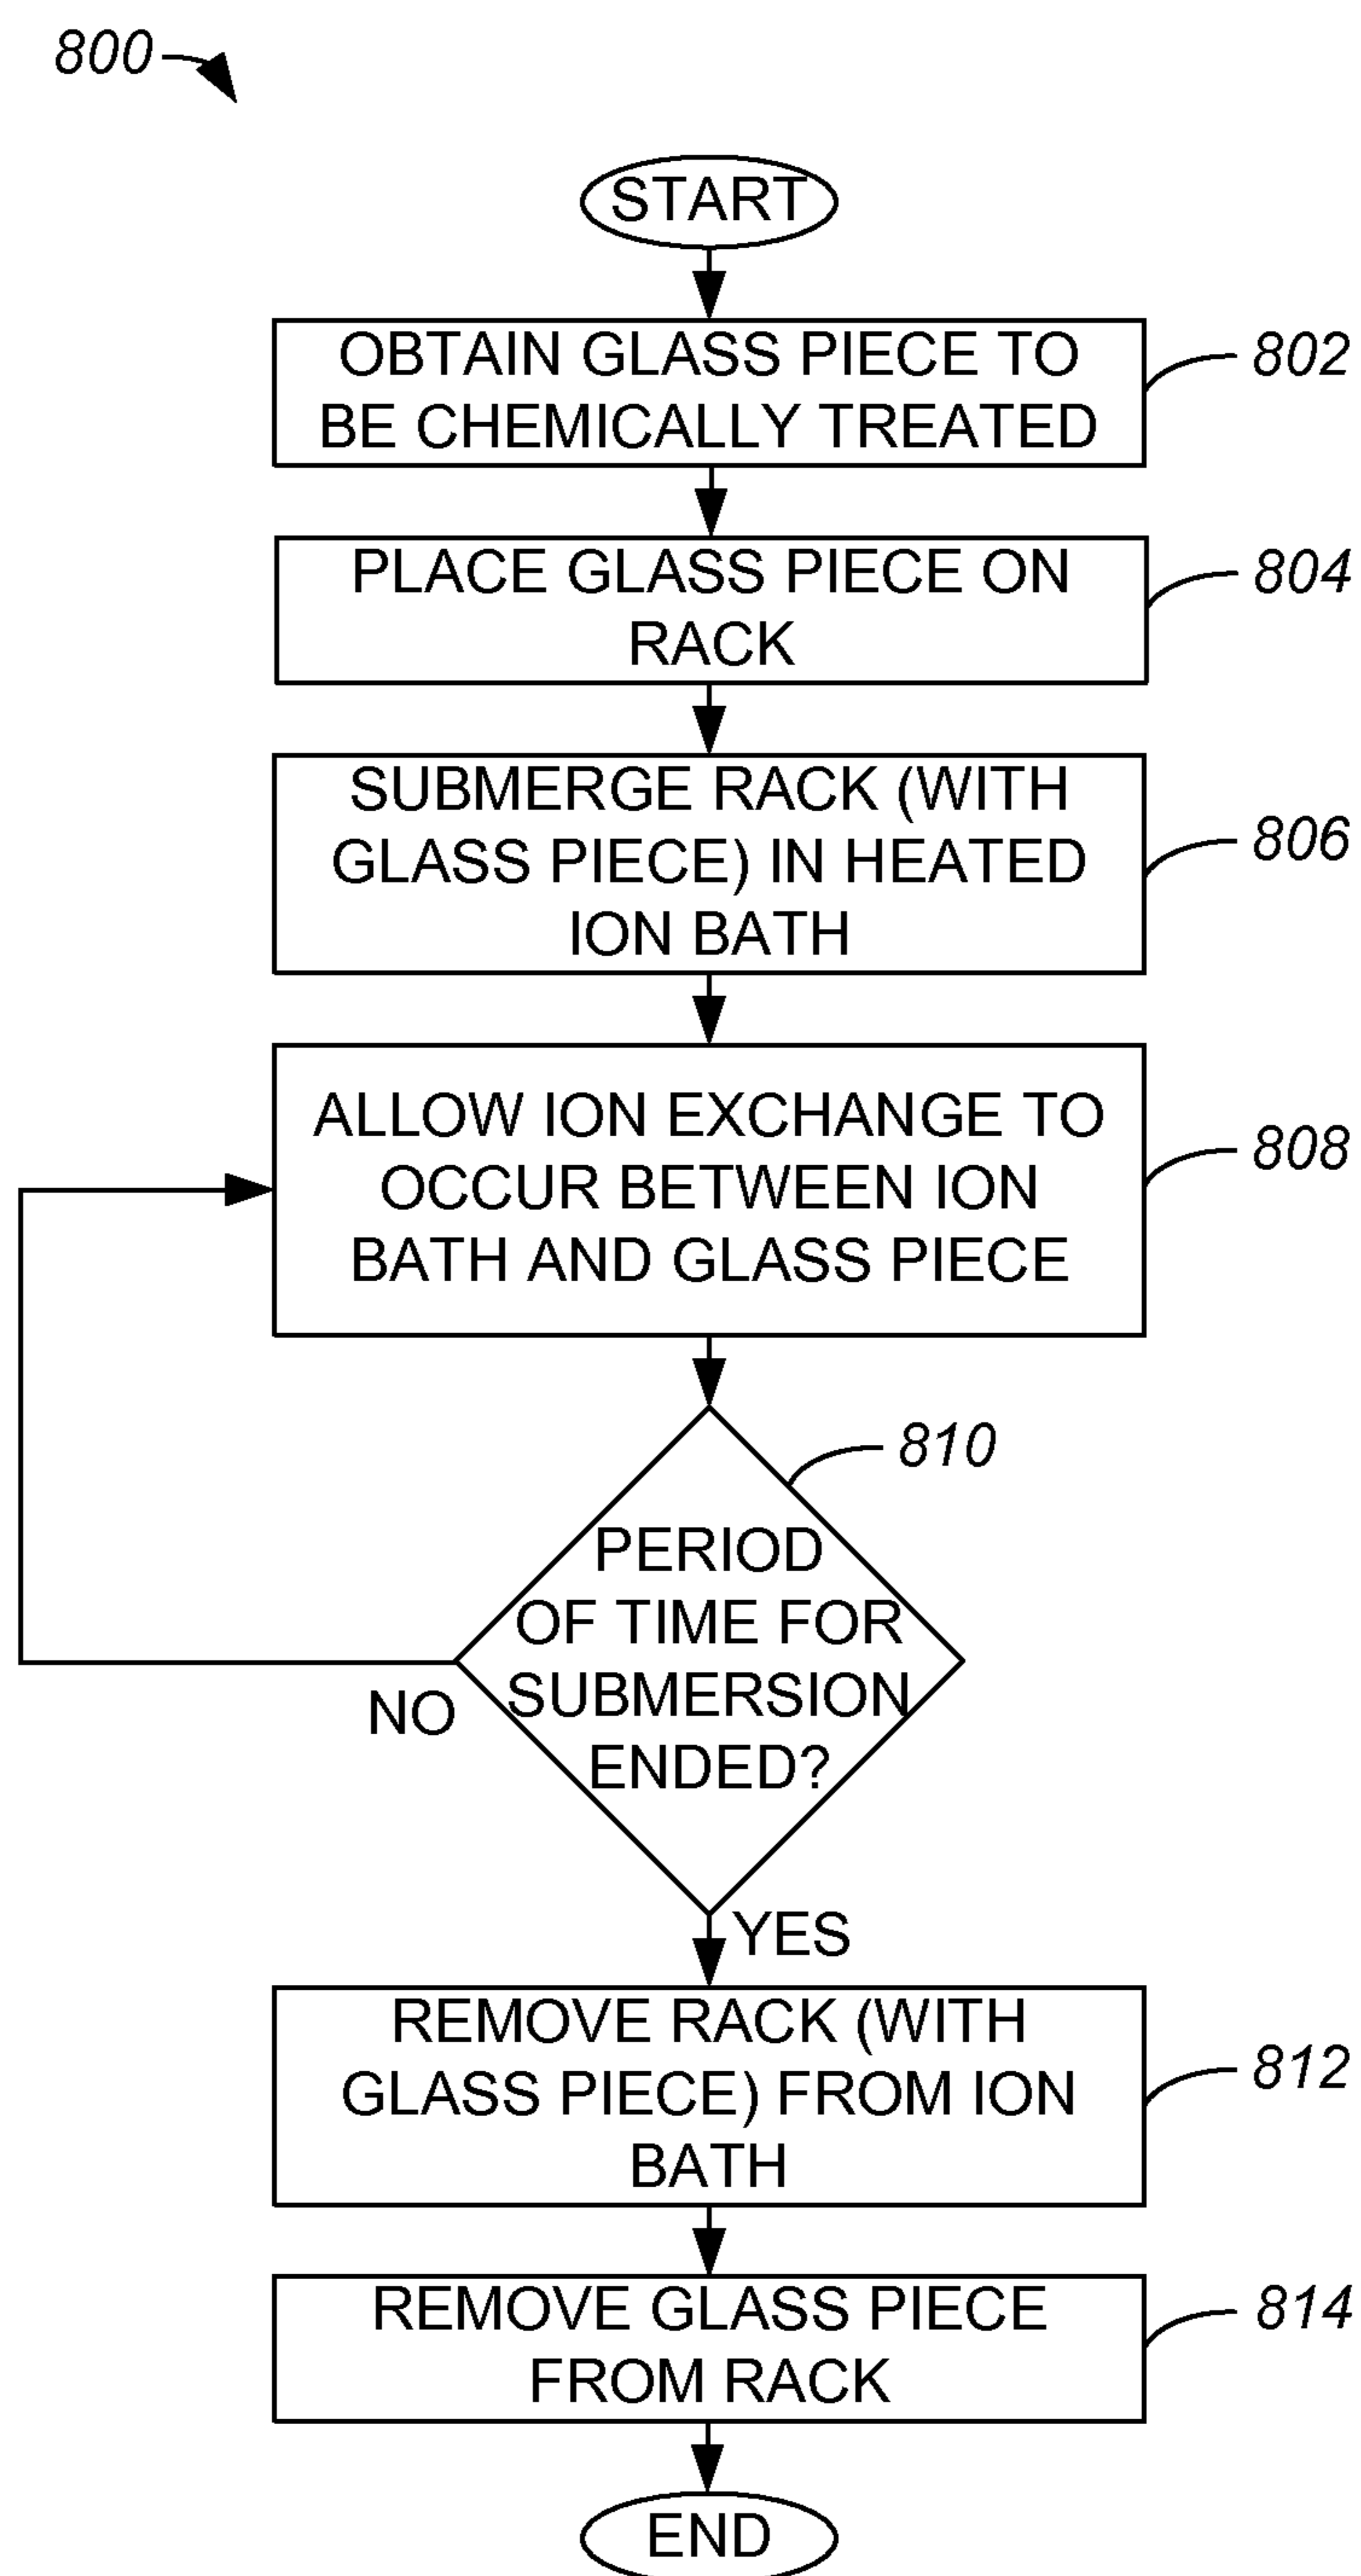 800
START
OBTAIN GLASS PIECE TO
BE CHEMICALLY TREATED
802
PLACE GLASS PIECE ON
RACK
804
SUBMERGE RACK (WITH
GLASS PIECE) IN HEATED
ION BATH
806
ALLOW ION EXCHANGE TO
OCCUR BETWEEN ION
BATH AND GLASS PIECE
808
810
PERIOD
OF TIME FOR
SUBMERSION
ENDED?
NO
YES
REMOVE RACK (WITH
GLASS PIECE) FROM ION
BATH
812
REMOVE GLASS PIECE
FROM RACK
814
END